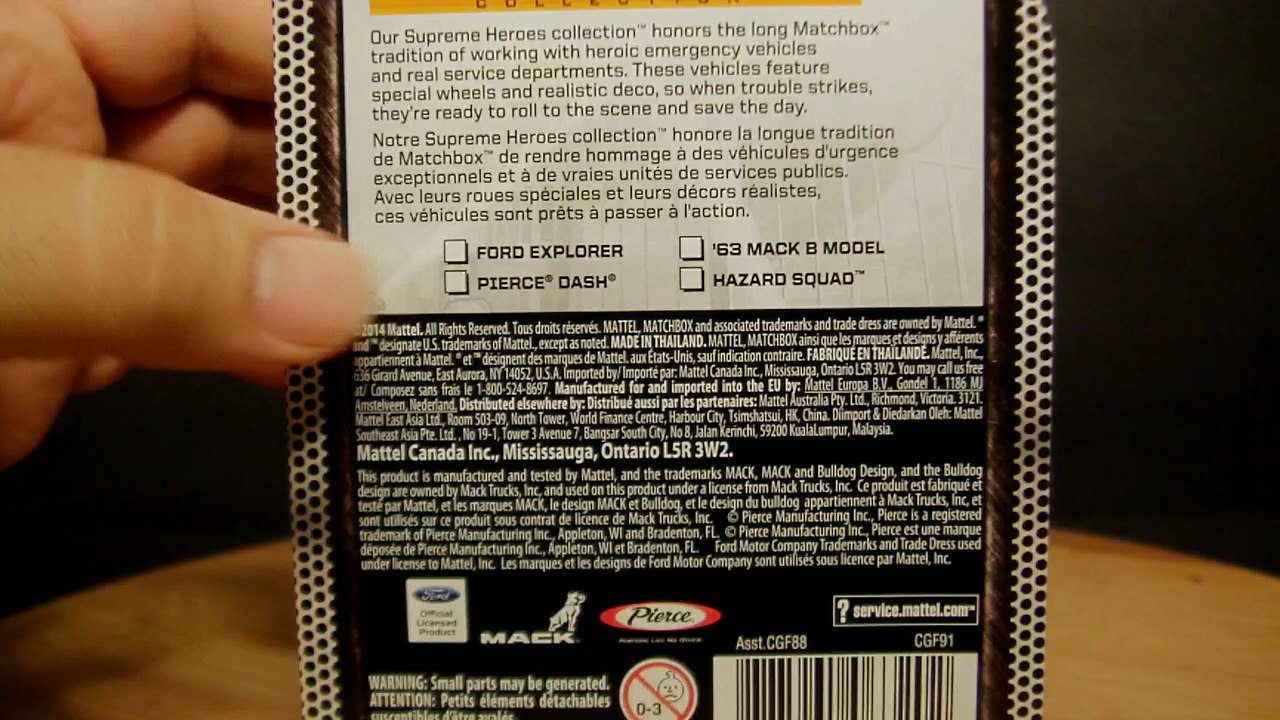 COLLECTION
Our Supreme Heroes collection™ honors the long Matchbox™
tradition of working with heroic emergency vehicles
and real service departments. These vehicles feature
special wheels and realistic deco, so when trouble strikes,
they're ready to roll to the scene and save the day.
Notre Supreme Heroes collection™ honore la longue tradition
de Matchbox™ de rendre hommage à des véhicules d'urgence
exceptionnels et à de vraies unités de services publics.
Avec leurs roues spéciales et leurs décors réalistes,
ces véhicules sont prêts à passer à l'action.
FORD EXPLORER
'63 MACK B MODEL
PIERCE® DASH®
HAZARD SQUAD™
©2014 Mattel. All Rights Reserved. Tous droits réservés. MATTEL, MATCHBOX and associated trademarks and trade dress are owned by Mattel. ®
and ™ designate U.S. trademarks of Mattel., except as noted. MADE IN THAILAND. MATTEL, MATCHBOX ainsi que les marques et designs y afférents
appartiennent à Mattel. ® et ™ désignent des marques de Mattel. aux États-Unis, sauf indication contraire. FABRIQUÉ EN THAÏLANDE. Mattel, Inc.,
636 Girard Avenue, East Aurora, NY 14052, U.S.A. Imported by/ Importé par: Mattel Canada Inc., Mississauga, Ontario L5R 3W2. You may call us free
at/ Composez sans frais le 1-800-524-8697. Manufactured for and imported into the EU by: Mattel Europa B.V., Gondel 1, 1186 MJ
Amstelveen, Nederland. Distributed elsewhere by: Distribué aussi par les partenaires: Mattel Australia Pty. Ltd., Richmond, Victoria. 3121.
Mattel East Asia Ltd., Room 503-09, North Tower, World Finance Centre, Harbour City, Tsimshatsui, HK, China. Diimport & Diedarkan Oleh: Mattel
Southeast Asia Pte. Ltd., No 19-1, Tower 3 Avenue 7, Bangsar South City, No 8, Jalan Kerinchi, 59200 KualaLumpur, Malaysia.
Mattel Canada Inc., Mississauga, Ontario L5R 3W2.
This product is manufactured and tested by Mattel, and the trademarks MACK, MACK and Bulldog Design, and the Bulldog
design are owned by Mack Trucks, Inc, and used on this product under a license from Mack Trucks, Inc. Ce produit est fabriqué et
testé par Mattel, et les marques MACK, le design MACK et Bulldog, et le design du bulldog appartiennent à Mack Trucks, Inc, et
sont utilisés sur ce produit sous contrat de licence de Mack Trucks, Inc. © Pierce Manufacturing Inc., Pierce is a registered
trademark of Pierce Manufacturing Inc., Appleton, WI and Bradenton, FL. © Pierce Manufacturing Inc., Pierce est une marque
déposée de Pierce Manufacturing Inc., Appleton, WI et Bradenton, FL. Ford Motor Company Trademarks and Trade Dress used
under license to Mattel, Inc. Les marques et les designs de Ford Motor Company sont utilisés sous licence par Mattel, Inc.
Ford
Official
Licensed
Product
MACK
Pierce
? service.mattel.com™
Asst.CGF88
CGF91
WARNING: Small parts may be generated.
ATTENTION: Petits éléments détachables
susceptibles d'être avalés.
0-3